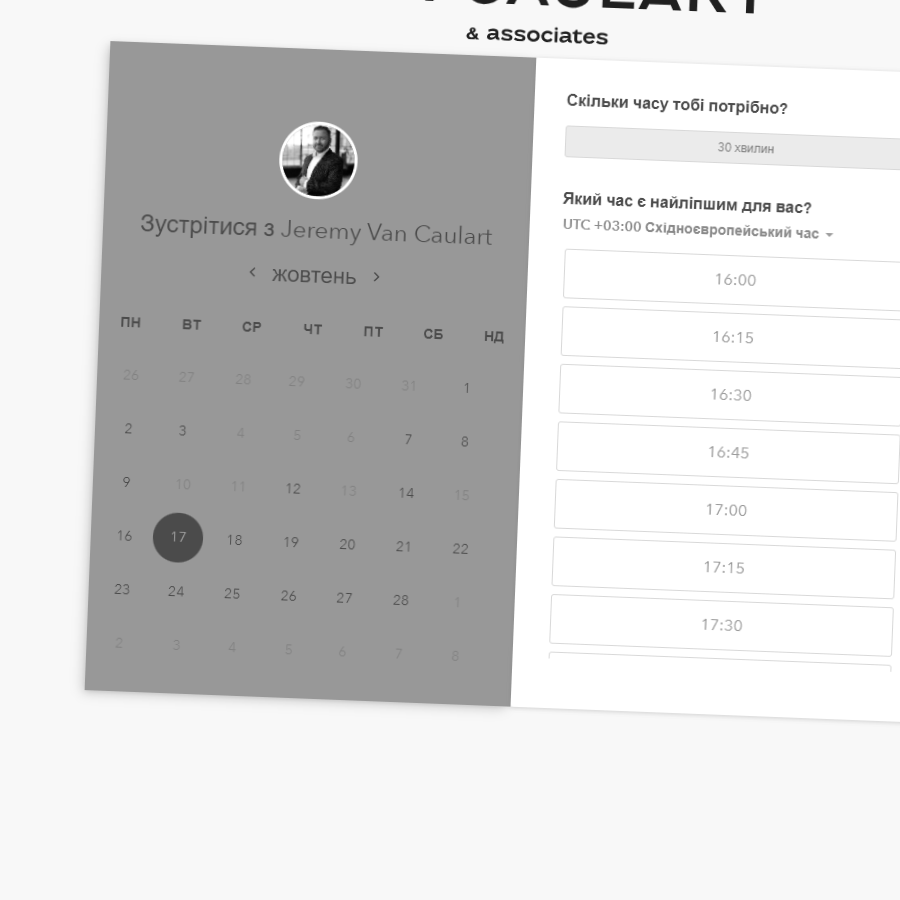 CAULART
& associates
Зустрітися з Jeremy Van Caulart
жовтень
ПН ВТ СР ЧТ ПТ СБ НД
26 27 28 29 30 31 1
2 3 4 5 6 7 8
9 10 11 12 13 14 15
16 17 18 19 20 21 22
23 24 25 26 27 28 1
2 3 4 5 6 7 8
Скільки часу тобі потрібно?
30 хвилин
Який час є найліпшим для вас?
UTC +03:00 Східноєвропейський час
16:00
16:15
16:30
16:45
17:00
17:15
17:30